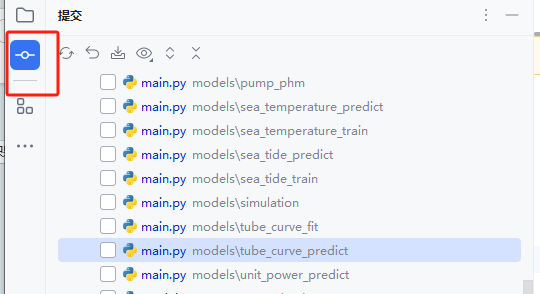 提交
main.py models\pump_phm
main.py models\sea_temperature_predict
main.py models\sea_temperature_train
main.py models\sea_tide_predict
main.py models\sea_tide_train
main.py models\simulation
main.py models\tube_curve_fit
main.py models\tube_curve_predict
main.py models\unit_power_predict